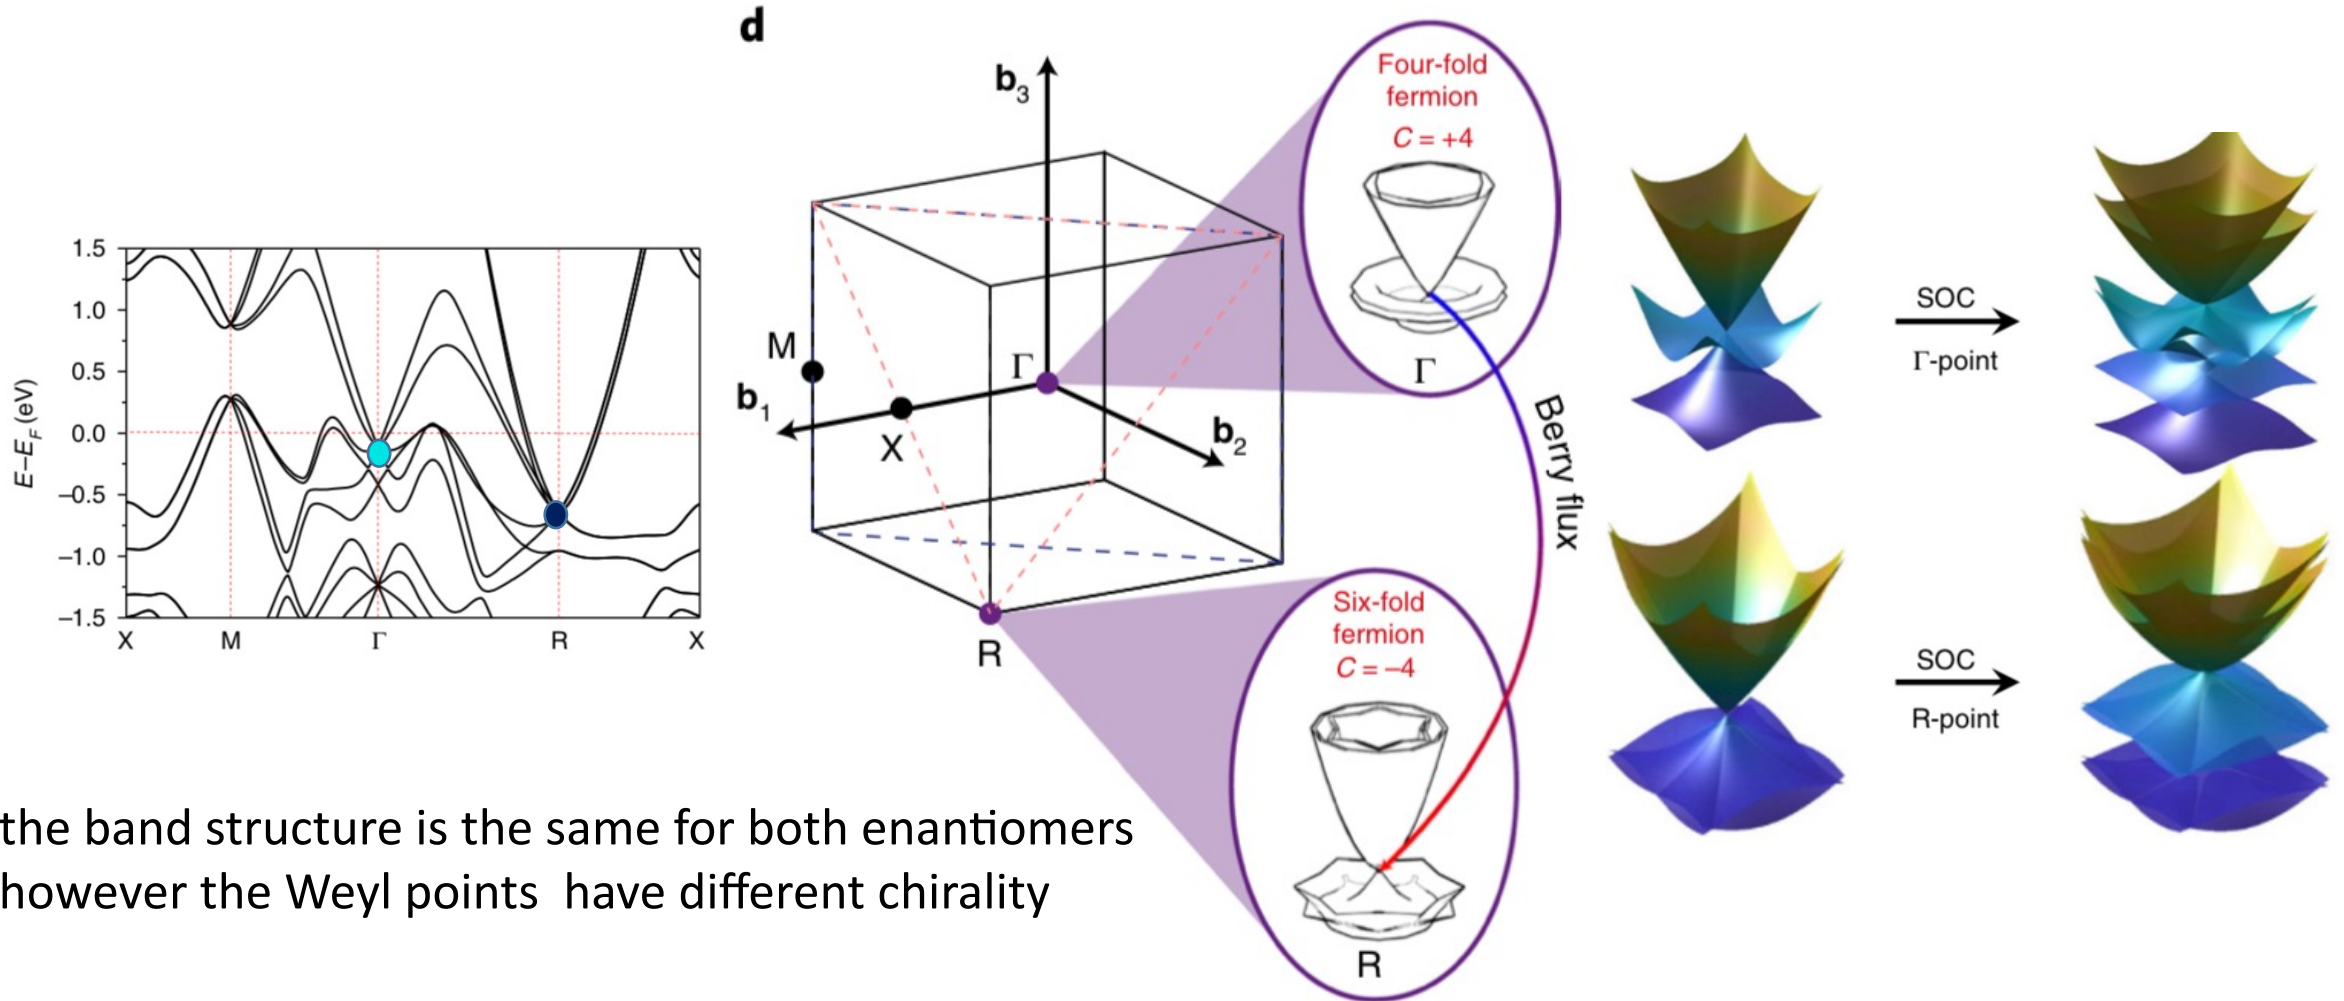 d
b3
Four-fold
fermion
C = +4
Γ
M
Γ
b1
X
b2
R
Berry flux
Six-fold
fermion
C = –4
R
SOC
Γ-point
SOC
R-point
E–EF (eV)
1.5
1.0
0.5
0.0
–0.5
–1.0
–1.5
X M Γ R X
the band structure is the same for both enantiomers
however the Weyl points have different chirality